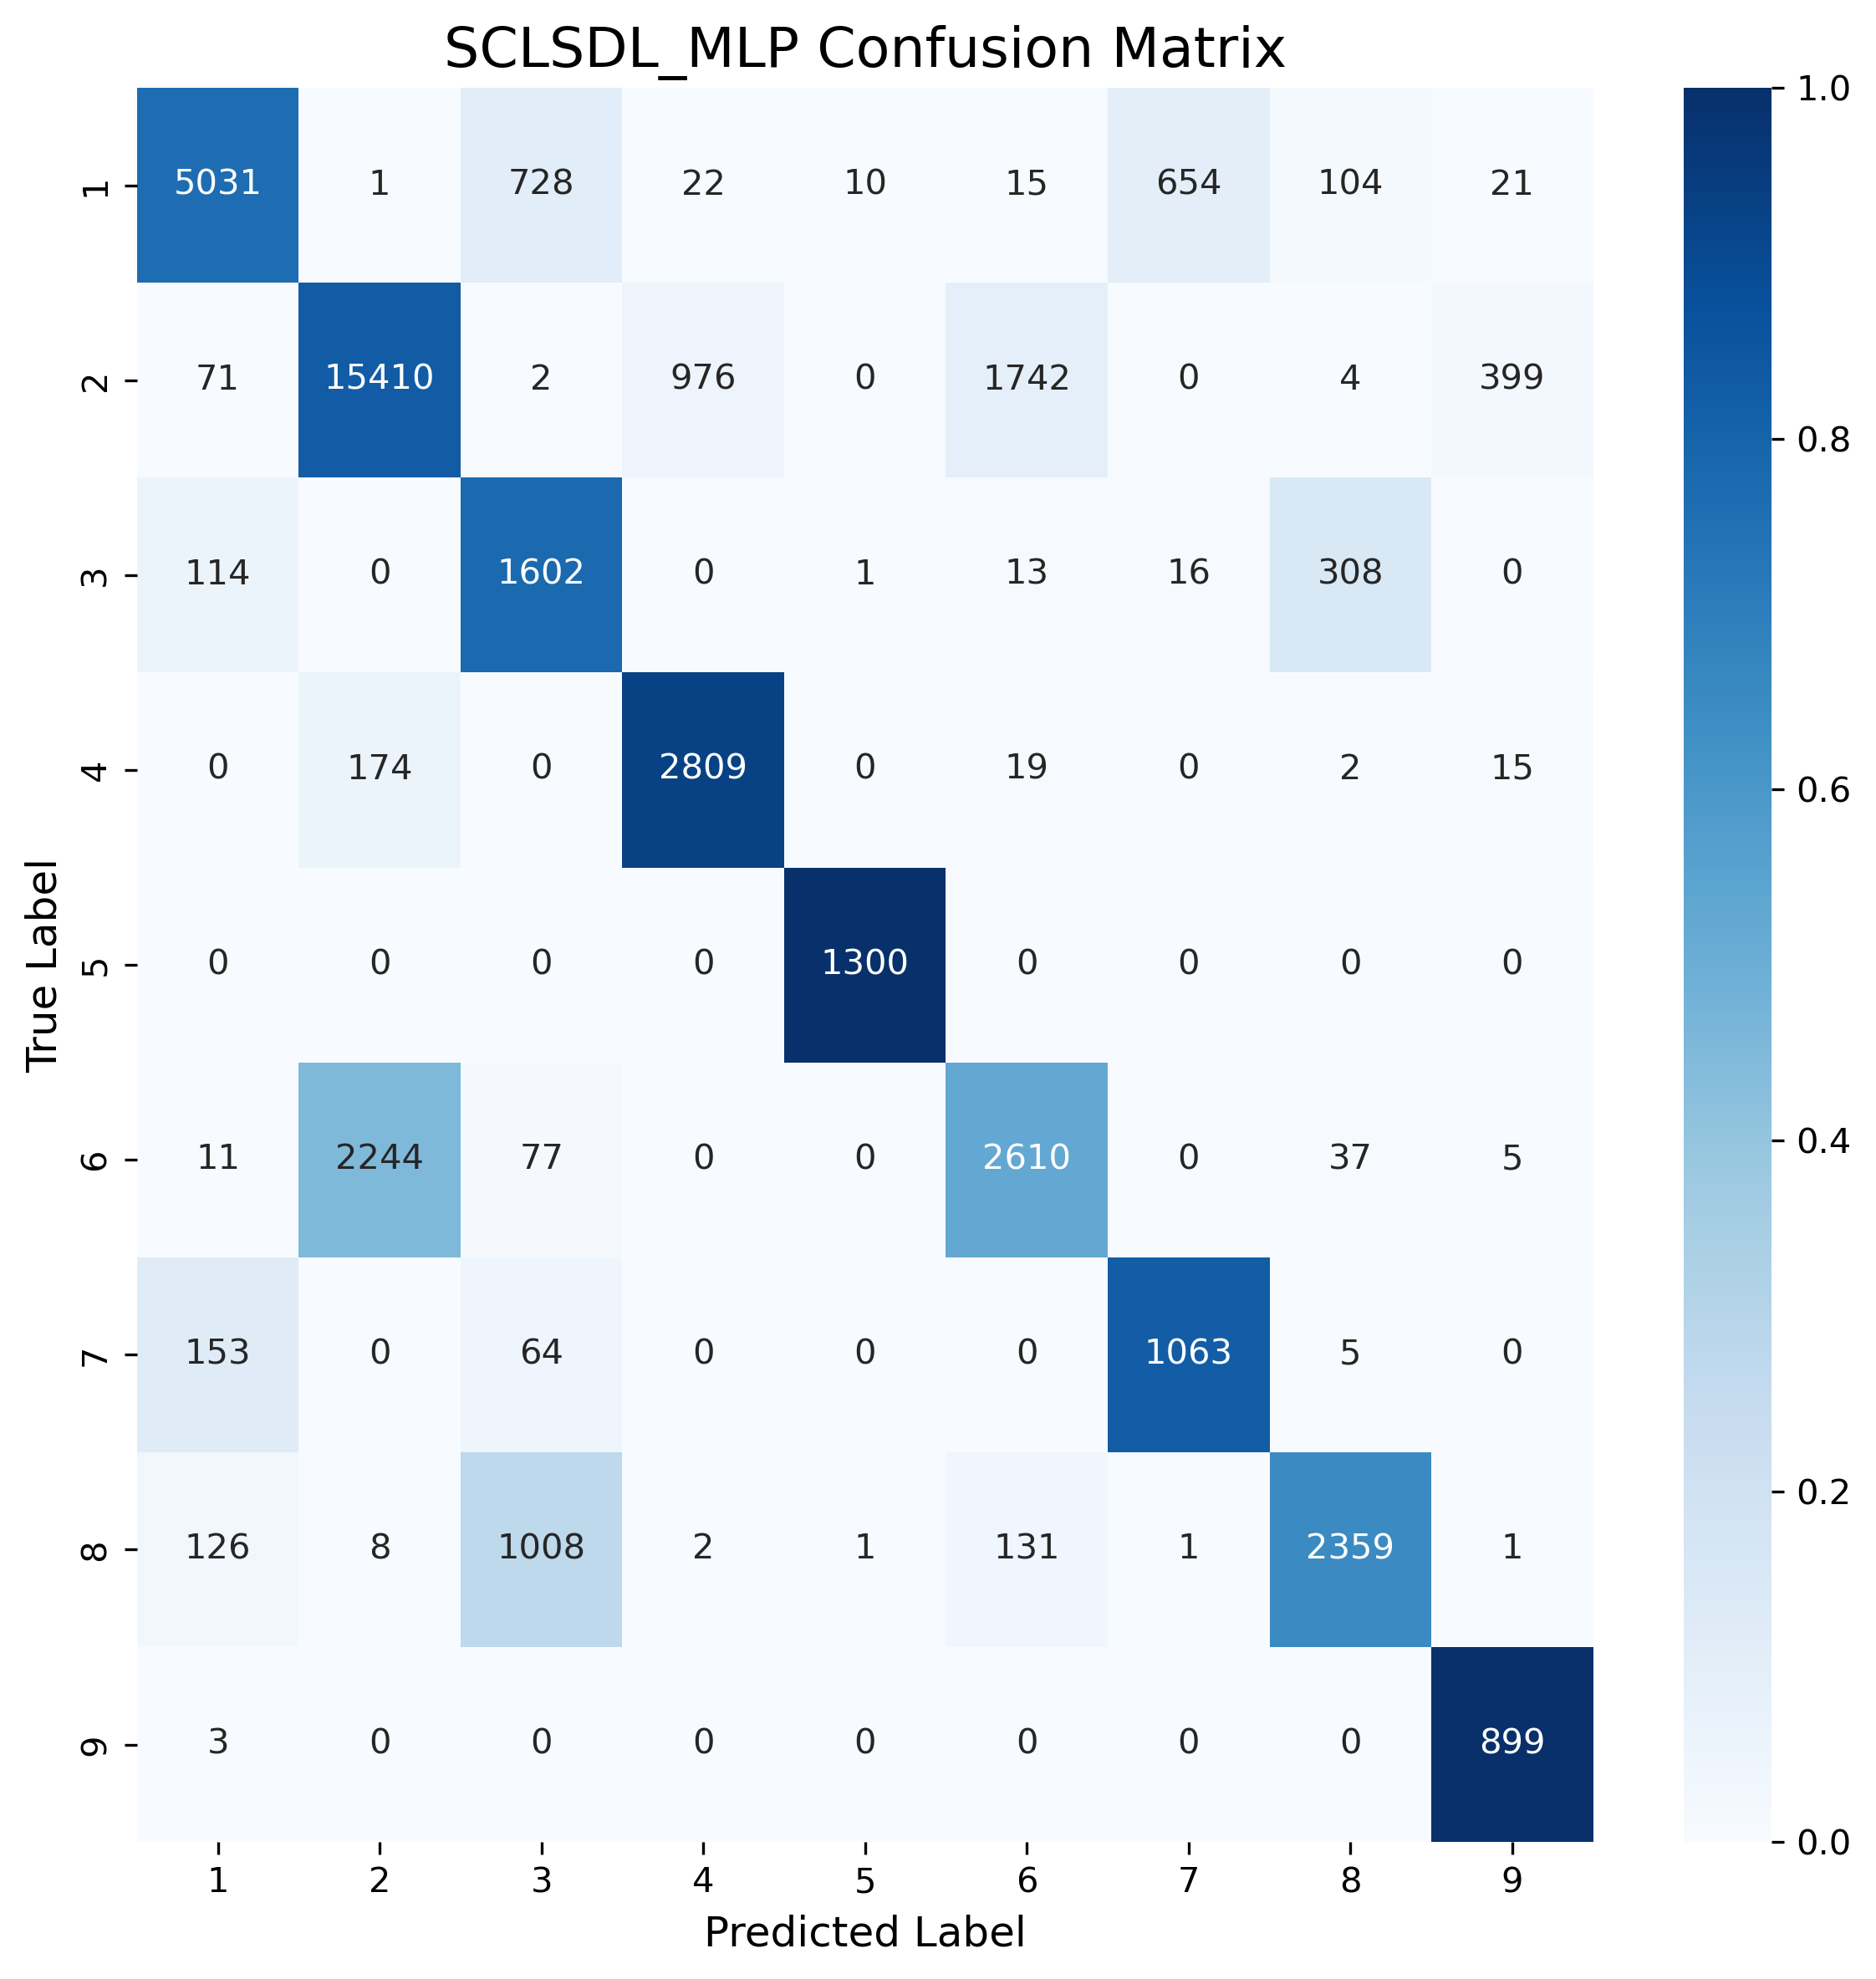 SCLSDL_MLP Confusion Matrix
1 5031 1 728 22 10 15 654 104 21
2 71 15410 2 976 0 1742 0 4 399
3 114 0 1602 0 1 13 16 308 0
4 0 174 0 2809 0 19 0 2 15
5 0 0 0 0 1300 0 0 0 0
6 11 2244 77 0 0 2610 0 37 5
7 153 0 64 0 0 0 1063 5 0
8 126 8 1008 2 1 131 1 2359 1
9 3 0 0 0 0 0 0 0 899
1 2 3 4 5 6 7 8 9
Predicted Label
True Label
1.0
0.8
0.6
0.4
0.2
0.0